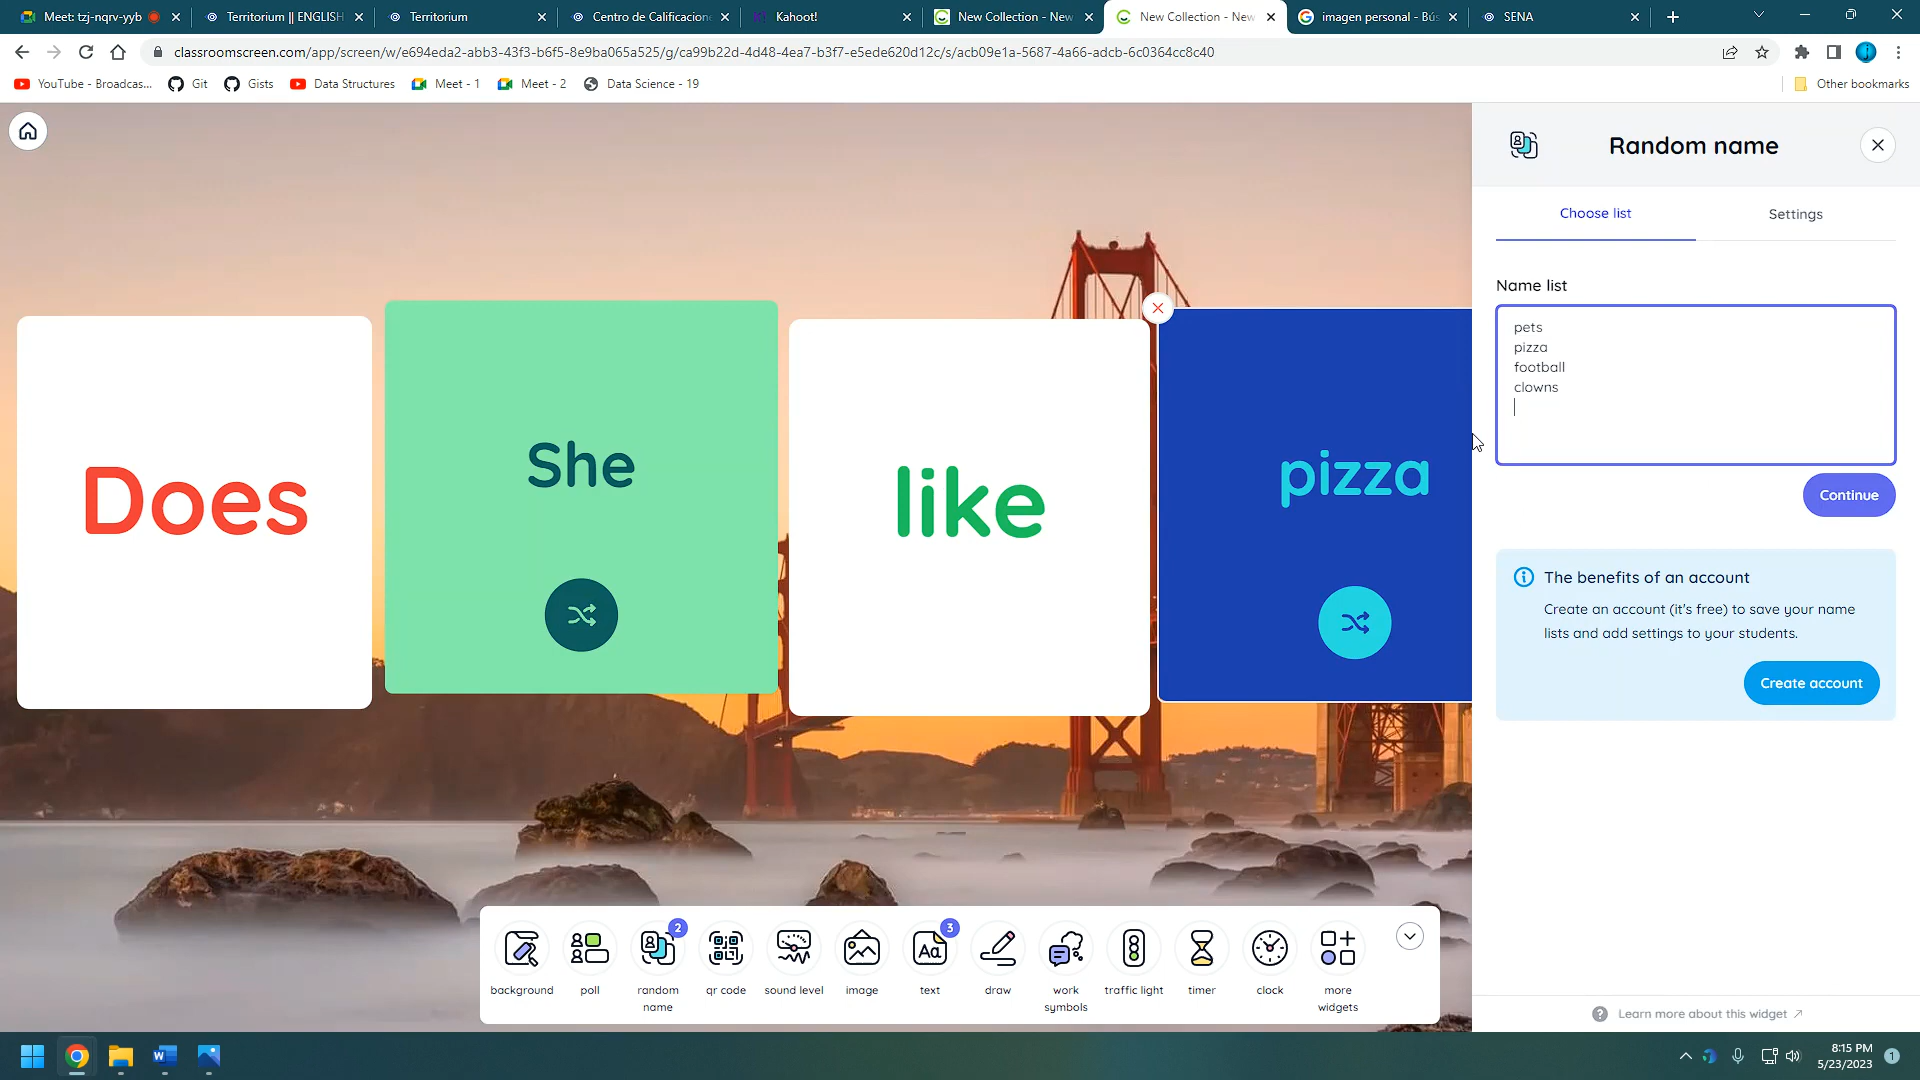 Meet: tzj-nqrv-yyb
Territorium || ENGLISH
Territorium
Centro de Calificacione
Kahoot!
New Collection - New
New Collection - New
imagen personal - Bús
SENA
classroomscreen.com/app/screen/w/e694eda2-abb3-43f3-b6f5-8e9ba065a525/g/ca99b22d-4d48-4ea7-b3f7-e5ede620d12c/s/acb09e1a-5687-4a66-adcb-6c0364cc8c40
YouTube - Broadcas...
Git
Gists
Data Structures
Meet - 1
Meet - 2
Data Science - 19
Other bookmarks
Random name
Choose list
Settings
Name list
pets
pizza
football
clowns
Does
She
like
pizza
Continue
The benefits of an account
Create an account (it's free) to save your name
lists and add settings to your students.
Create account
2
3
Aa
background
poll
random
name
qr code
sound level
image
text
draw
work
symbols
traffic light
timer
clock
more
widgets
Learn more about this widget
8:15 PM
5/23/2023
1